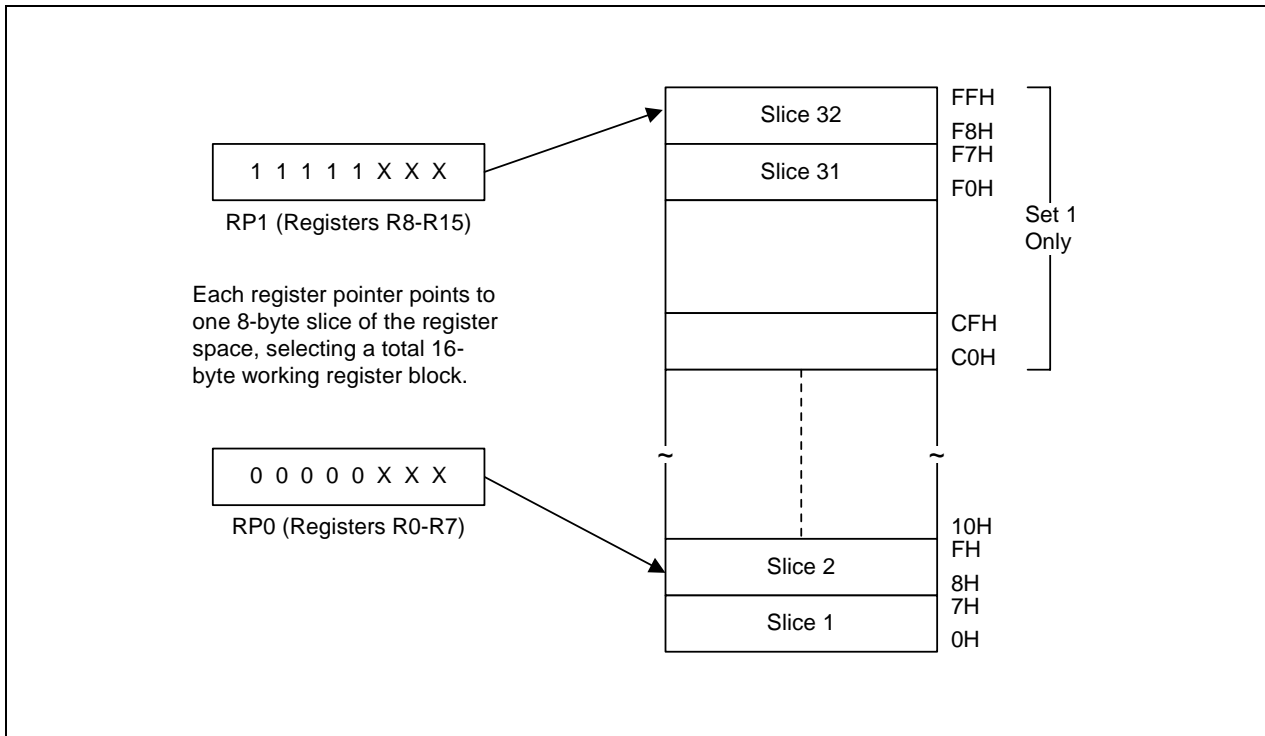 1 1 1 1 1 X X X
RP1 (Registers R8-R15)
Each register pointer points to
one 8-byte slice of the register
space, selecting a total 16-
byte working register block.
0 0 0 0 0 X X X
RP0 (Registers R0-R7)
Slice 32
Slice 31
~
~
Slice 2
Slice 1
FFH
F8H
F7H
F0H
CFH
C0H
10H
FH
8H
7H
0H
Set 1
Only